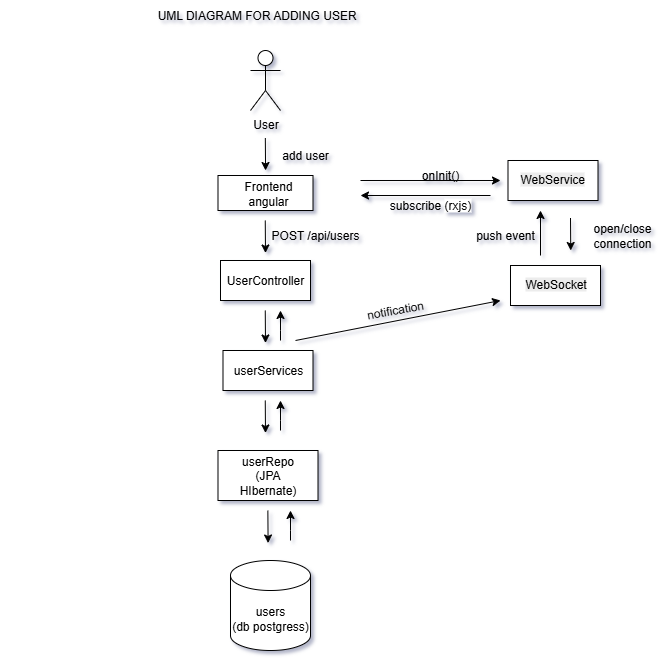 UML DIAGRAM FOR ADDING USER
User
add user
Frontend
angular
onInit()
WebService
subscribe (rxjs)
POST /api/users
push event
open/close
connection
UserController
WebSocket
notification
userServices
userRepo
(JPA
HIbernate)
users
(db postgress)